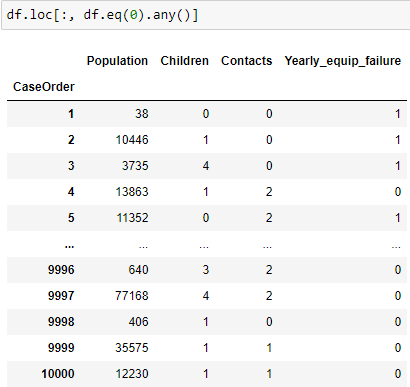 df.loc[:, df.eq(0).any()]
Population Children Contacts Yearly_equip_failure
CaseOrder
1 38 0 0 1
2 10446 1 0 1
3 3735 4 0 1
4 13863 1 2 0
5 11352 0 2 1
... ... ... ... ...
9996 640 3 2 0
9997 77168 4 2 0
9998 406 1 0 0
9999 35575 1 1 0
10000 12230 1 1 0